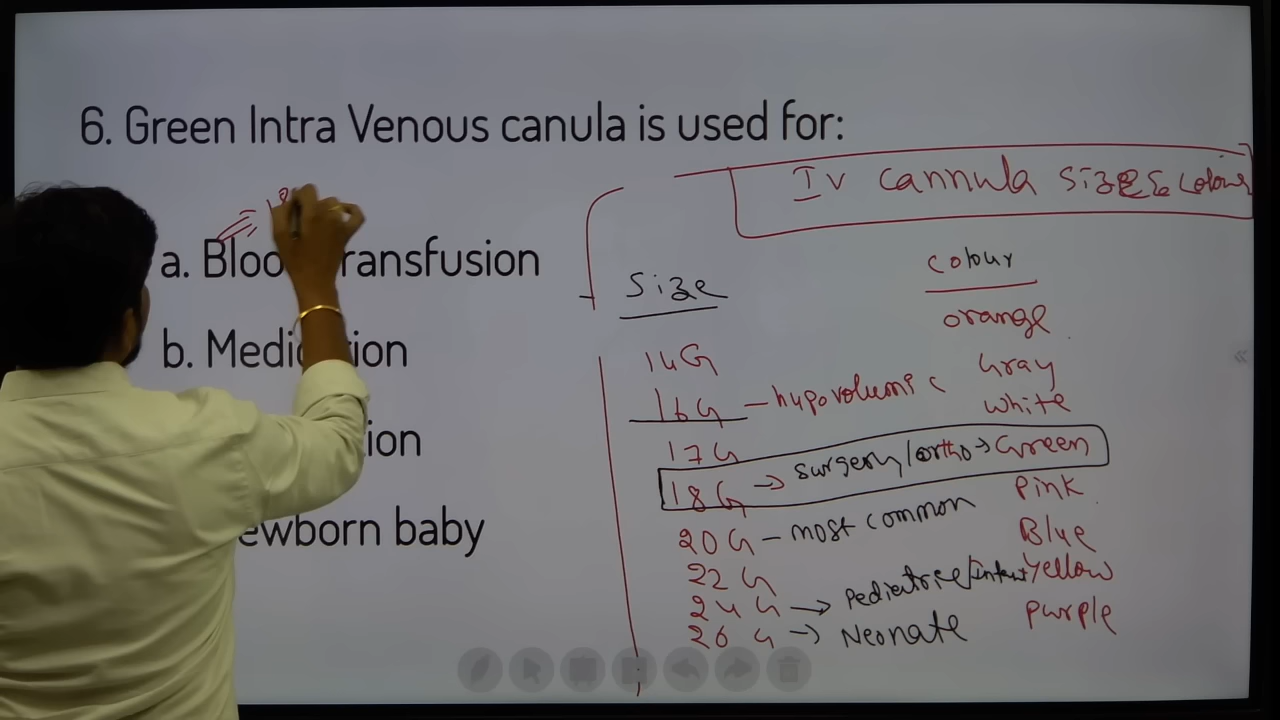 6. Green Intra Venous canula is used for:
IV cannula size & colour
a. Bloo ransfusion
b. Medi ion
ion
ewborn baby
Size
colour
14G
orange
16G – hypovolumic
Gray
17G
white
18G → surgery/ortho → Green
20G – most common
Pink
22G
Blue
24G → Pediatric/Infant
Yellow
26G → Neonate
Purple